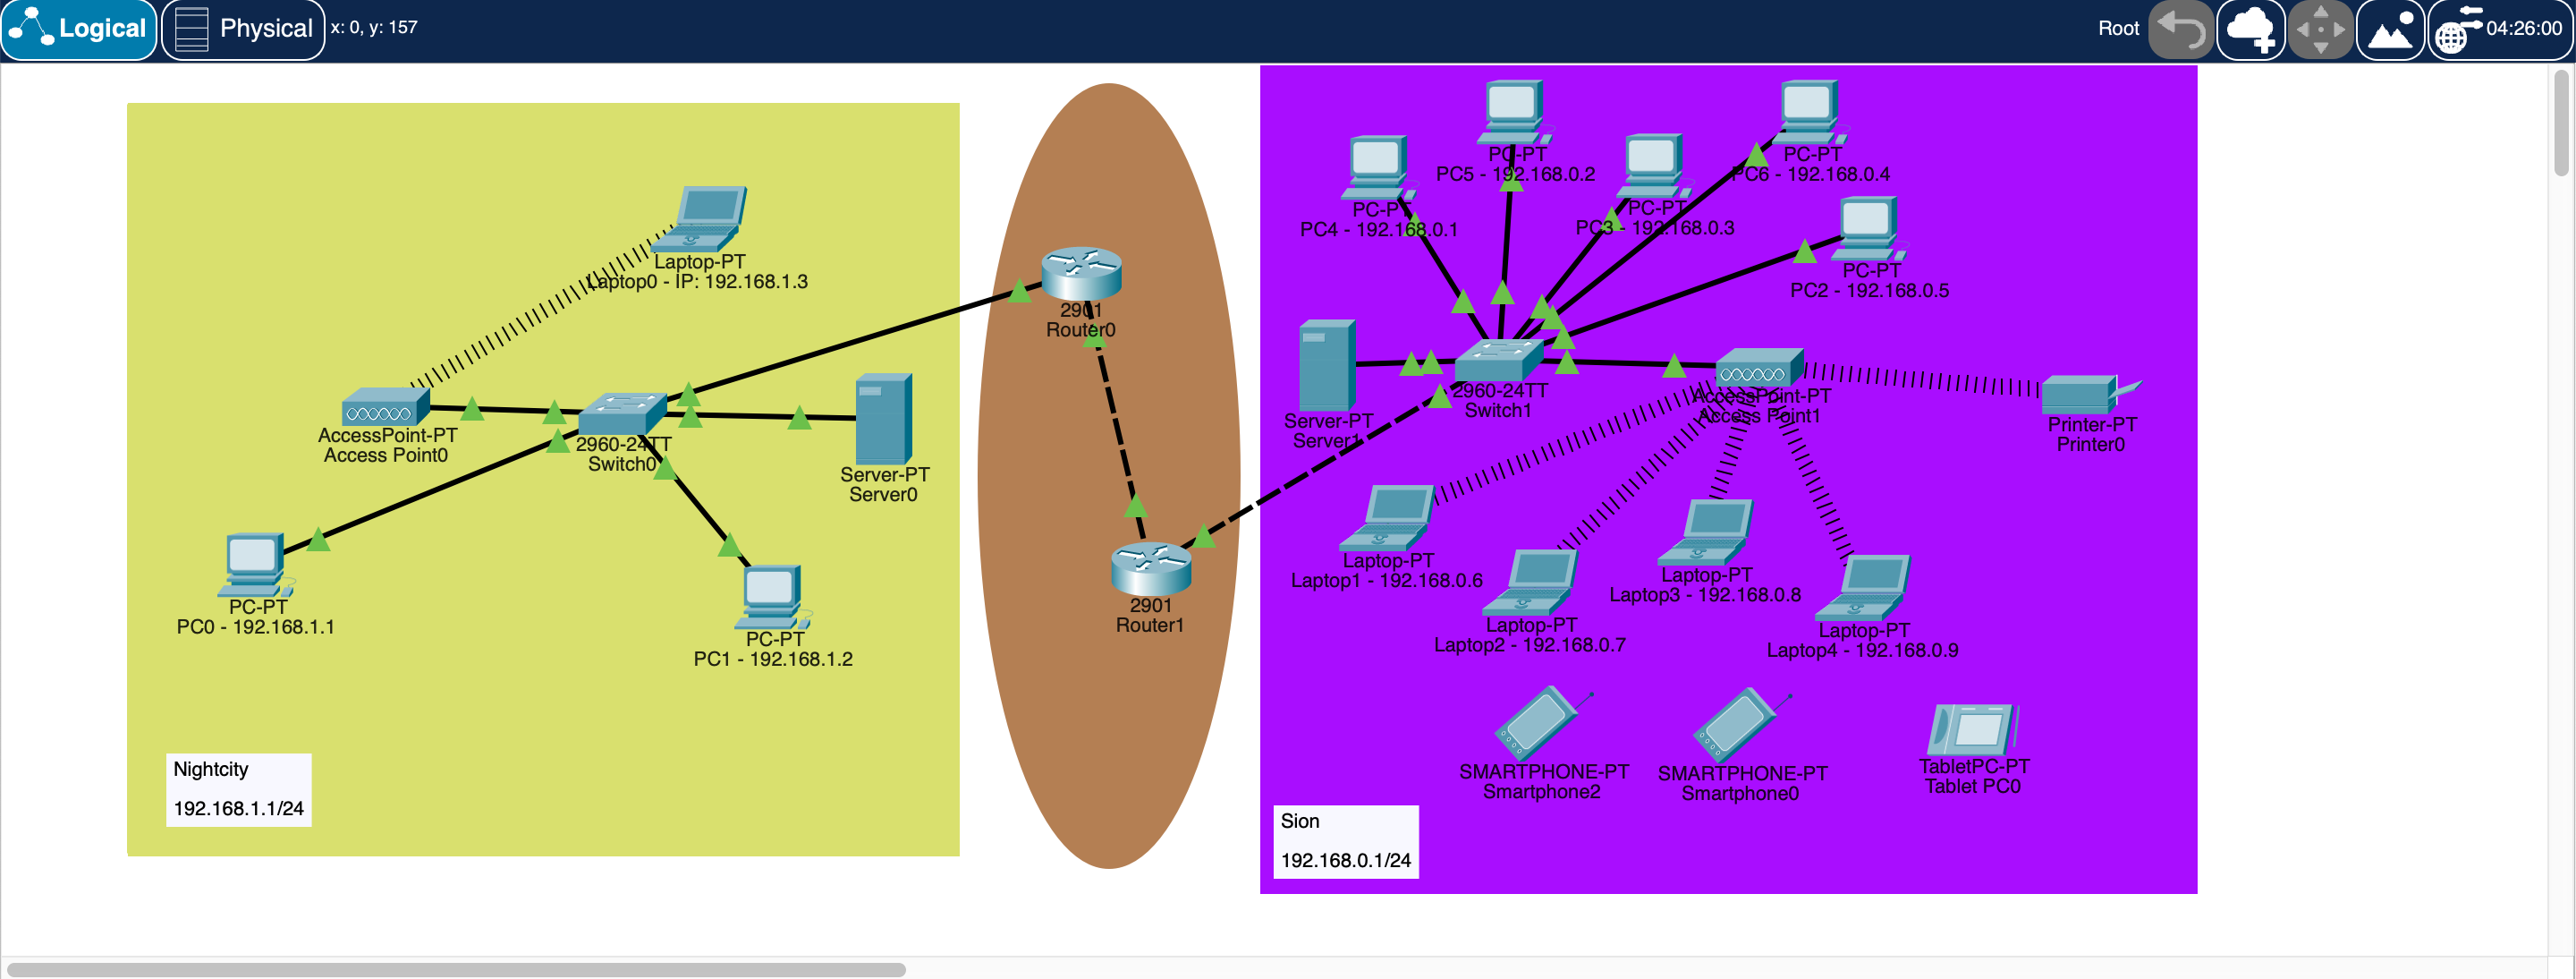 Logical
Physical
x: 0, y: 157
Root
04:26:00
Laptop-PT
Laptop0 - IP: 192.168.1.3
AccessPoint-PT
Access Point0
2960-24TT
Switch0
Server-PT
Server0
PC-PT
PC0 - 192.168.1.1
PC-PT
PC1 - 192.168.1.2
Nightcity
192.168.1.1/24
2901
Router0
2901
Router1
PC-PT
PC4 - 192.168.0.1
PC-PT
PC5 - 192.168.0.2
PC-PT
PC3 - 192.168.0.3
PC-PT
PC6 - 192.168.0.4
PC-PT
PC2 - 192.168.0.5
Server-PT
Server1
2960-24TT
Switch1
AccessPoint-PT
Access Point1
Printer-PT
Printer0
Laptop-PT
Laptop1 - 192.168.0.6
Laptop-PT
Laptop2 - 192.168.0.7
Laptop-PT
Laptop3 - 192.168.0.8
Laptop-PT
Laptop4 - 192.168.0.9
SMARTPHONE-PT
Smartphone2
SMARTPHONE-PT
Smartphone0
TabletPC-PT
Tablet PC0
Sion
192.168.0.1/24